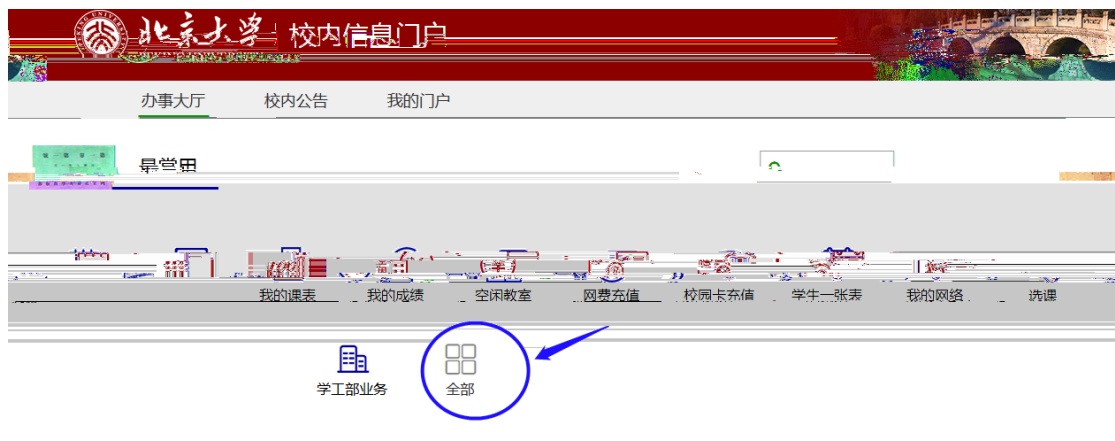 北京大学 校内信息门户
办事大厅 校内公告 我的门户
最常用
我的课表 我的成绩 空闲教室 网费充值 校园卡充值 学生一张表 我的网络 选课
学工部业务 全部